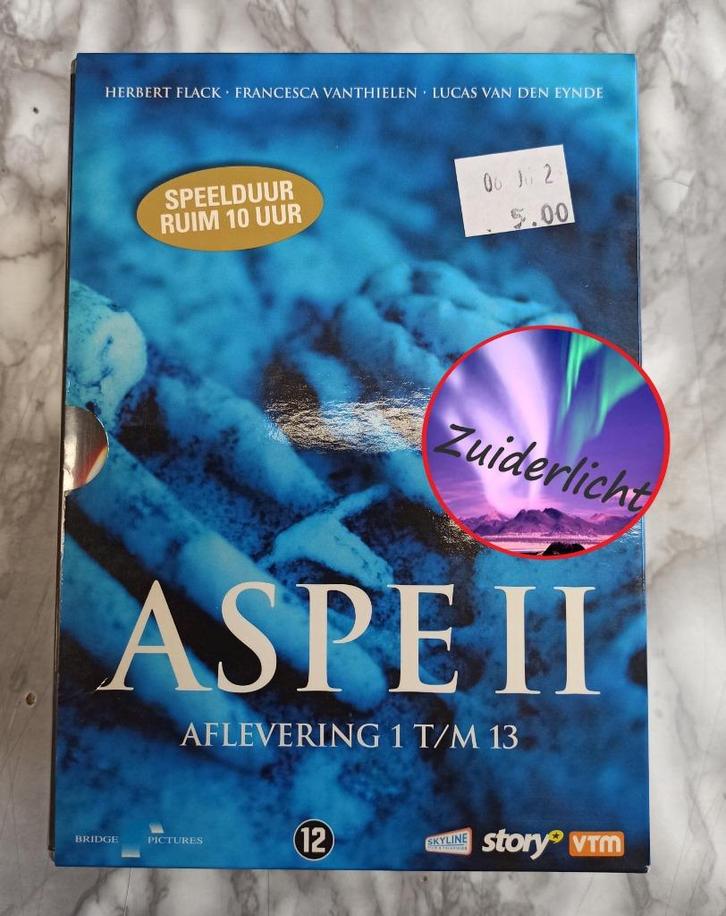 HERBERT FLACK · FRANCESCA VANTHIELEN · LUCAS VAN DEN EYNDE
SPEELDUUR
RUIM 10 UUR
5.00
Zuiderlicht
ASPE II
AFLEVERING 1 T/M 13
BRIDGE PICTURES
12
SKYLINE
story
VTM